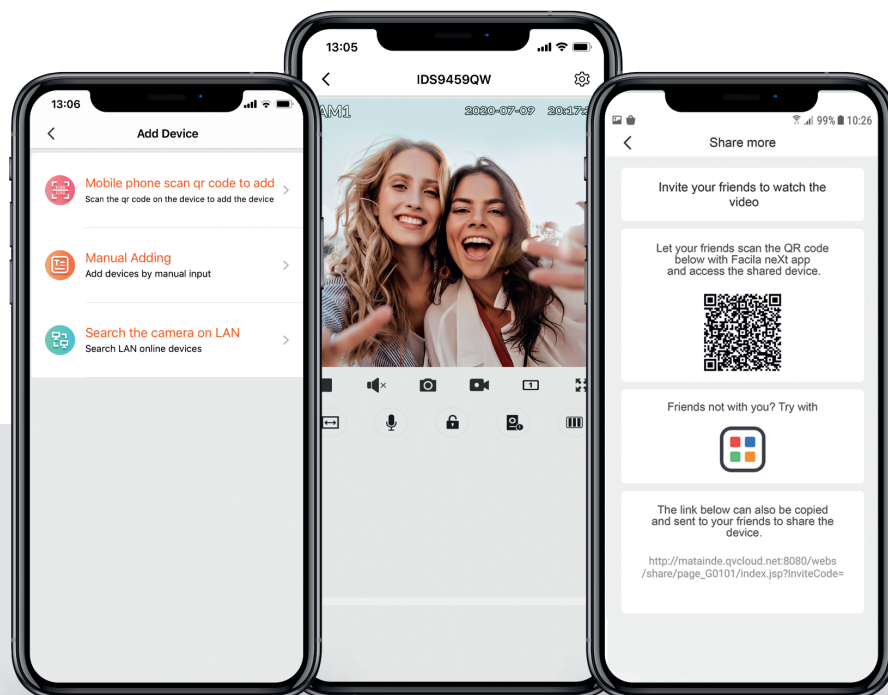 13:06
Add Device
Mobile phone scan qr code to add
Scan the qr code on the device to add the device
Manual Adding
Add devices by manual input
Search the camera on LAN
Search LAN online devices
13:05
IDS9459QW
AM1 2020-07-09 20:17:
1
99% 10:26
Share more
Invite your friends to watch the
video
Let your friends scan the QR code
below with Facila neXt app
and access the shared device.
Friends not with you? Try with
The link below can also be copied
and sent to your friends to share the
device.
http://matainde.qvcloud.net:8080/webs
/share/page_G0101/index.jsp?InviteCode=